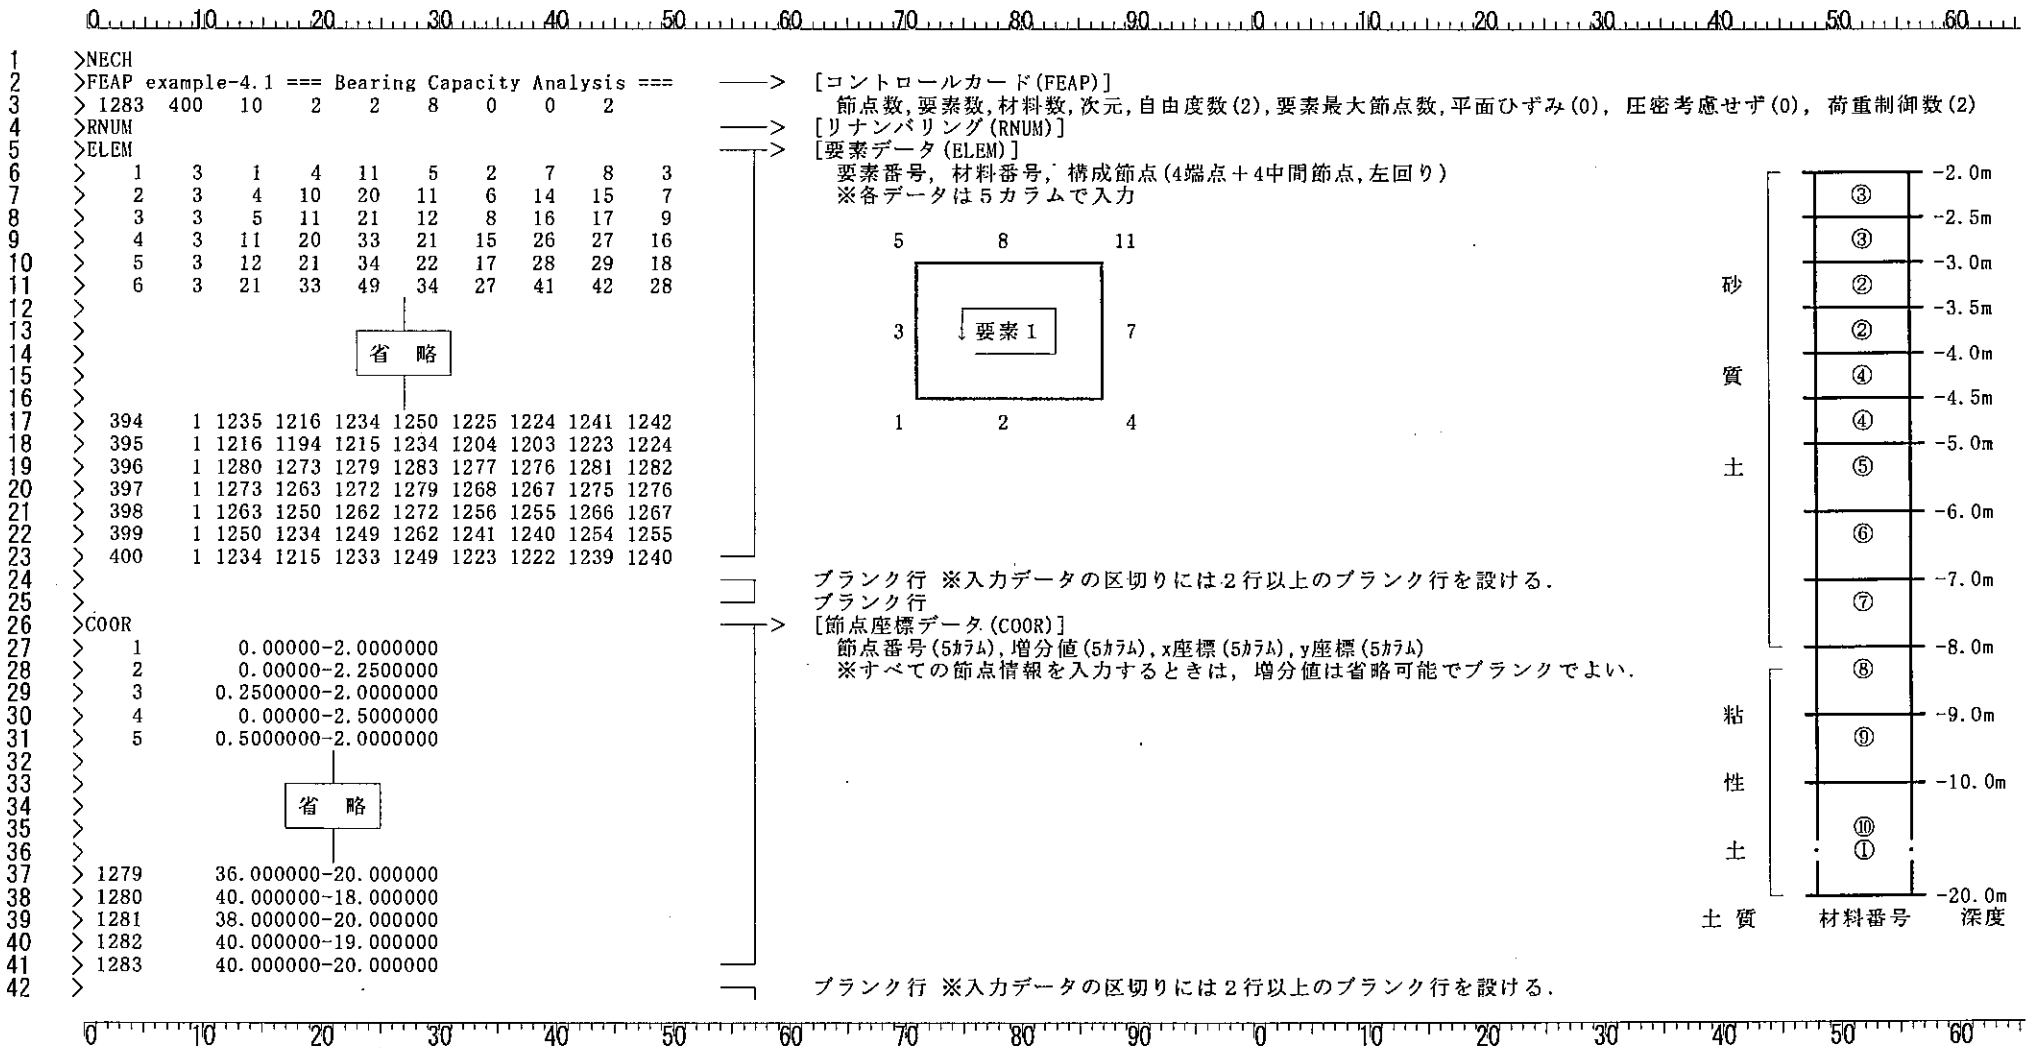 0 10 20 30 40 50 60 70 80 90 0 10 20 30 40 50 60
1 >NECH
2 >FEAP example-4.1 === Bearing Capacity Analysis === ――> [コントロールカード(FEAP)]
3 > 1283 400 10 2 2 8 0 0 2 節点数,要素数,材料数,次元,自由度数(2),要素最大節点数,平面ひずみ(0), 圧密考慮せず(0), 荷重制御数(2)
4 >RNUM ――> [リナンバリング(RNUM)]
5 >ELEM ――> [要素データ(ELEM)]
6 > 1 3 1 4 11 5 2 7 8 3 要素番号, 材料番号, 構成節点(4端点+4中間節点,左回り)
7 > 2 3 4 10 20 11 6 14 15 7 ※各データは5カラムで入力
8 > 3 3 5 11 21 12 8 16 17 9
9 > 4 3 11 20 33 21 15 26 27 16
10 > 5 3 12 21 34 22 17 28 29 18
11 > 6 3 21 33 49 34 27 41 42 28
12 >
13 >
14 > 省 略
15 >
16 >
17 > 394 1 1235 1216 1234 1250 1225 1224 1241 1242
18 > 395 1 1216 1194 1215 1234 1204 1203 1223 1224
19 > 396 1 1280 1273 1279 1283 1277 1276 1281 1282
20 > 397 1 1273 1263 1272 1279 1268 1267 1275 1276
21 > 398 1 1263 1250 1262 1272 1256 1255 1266 1267
22 > 399 1 1250 1234 1249 1262 1241 1240 1254 1255
23 > 400 1 1234 1215 1233 1249 1223 1222 1239 1240
24 > ブランク行 ※入力データの区切りには2行以上のブランク行を設ける.
25 > ブランク行
26 >COOR ――> [節点座標データ(COOR)]
27 > 1 0.00000-2.0000000 節点番号(5カラム),増分値(5カラム),x座標(5カラム),y座標(5カラム)
28 > 2 0.00000-2.2500000 ※すべての節点情報を入力するときは, 増分値は省略可能でブランクでよい.
29 > 3 0.2500000-2.0000000
30 > 4 0.00000-2.5000000
31 > 5 0.5000000-2.0000000
32 >
33 >
34 > 省 略
35 >
36 >
37 > 1279 36.000000-20.000000
38 > 1280 40.000000-18.000000
39 > 1281 38.000000-20.000000
40 > 1282 40.000000-19.000000
41 > 1283 40.000000-20.000000
42 > ブランク行 ※入力データの区切りには2行以上のブランク行を設ける.
5 8 11
3 ↓要素1 7
1 2 4
-2.0m
③
-2.5m
③
-3.0m
砂 ②
-3.5m
②
-4.0m
質 ④
-4.5m
④
-5.0m
土 ⑤
-6.0m
⑥
-7.0m
⑦
-8.0m
⑧
粘 -9.0m
⑨
性 -10.0m
⑩
土 ①
-20.0m
土 質 材料番号 深度
0 10 20 30 40 50 60 70 80 90 0 10 20 30 40 50 60